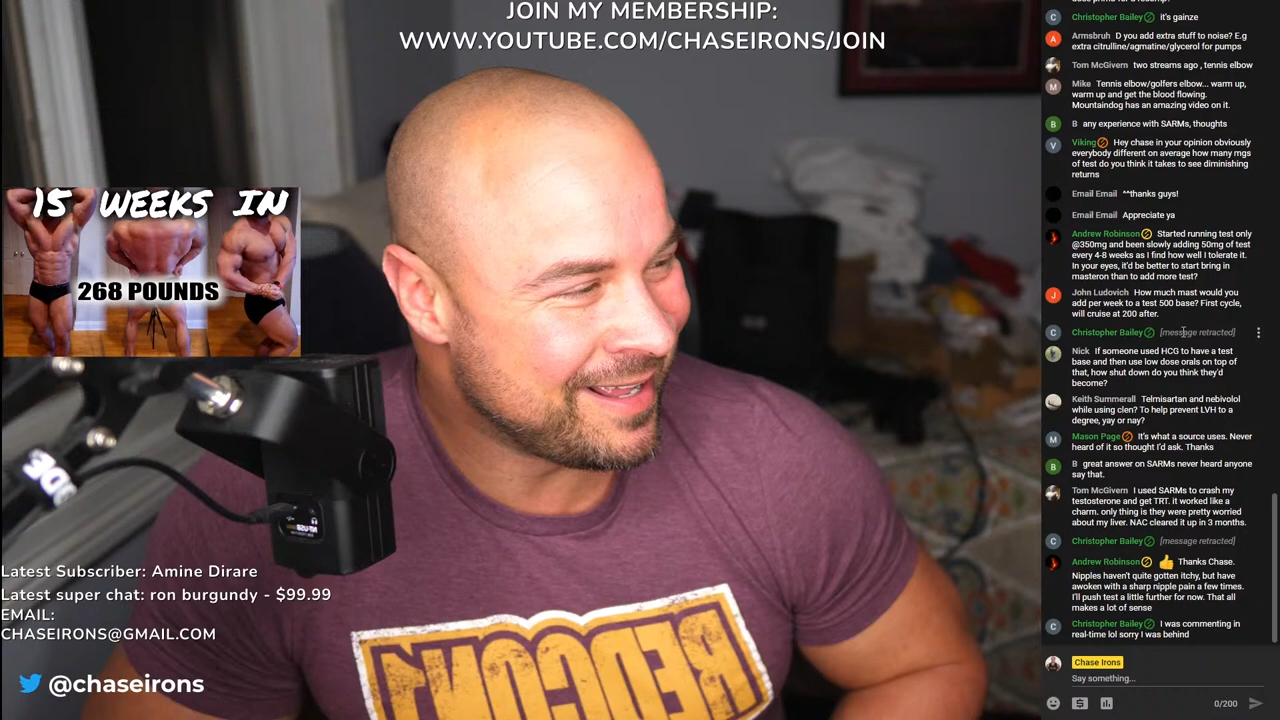 JOIN MY MEMBERSHIP:
WWW.YOUTUBE.COM/CHASEIRONS/JOIN
15 WEEKS IN
268 POUNDS
Latest Subscriber: Amine Dirare
Latest super chat: ron burgundy - $99.99
EMAIL:
CHASEIRONS@GMAIL.COM
@chaseirons
REDCON
C Christopher Bailey it's gainze
A Armsbruh D you add extra stuff to noise? E.g
extra citrulline/agmatine/glycerol for pumps
Tom McGivern two streams ago , tennis elbow
M Mike Tennis elbow/golfers elbow... warm up,
warm up and get the blood flowing.
Mountaindog has an amazing video on it.
B B any experience with SARMs, thoughts
V Viking Hey chase in your opinion obviously
everybody different on average how many mgs
of test do you think it takes to see diminishing
returns
Email Email ^^thanks guys!
Email Email Appreciate ya
Andrew Robinson Started running test only
@350mg and been slowly adding 50mg of test
every 4-8 weeks as I find how well I tolerate it.
In your eyes, it'd be better to start bring in
masteron than to add more test?
J John Ludovich How much mast would you
add per week to a test 500 base? First cycle,
will cruise at 200 after.
C Christopher Bailey [message retracted]
Nick If someone used HCG to have a test
base and then use low dose orals on top of
that, how shut down do you think they'd
become?
Keith Summerall Telmisartan and nebivolol
while using clen? To help prevent LVH to a
degree, yay or nay?
M Mason Page It's what a source uses. Never
heard of it so thought I'd ask. Thanks
B B great answer on SARMs never heard anyone
say that.
Tom McGivern I used SARMs to crash my
testosterone and get TRT. it worked like a
charm. only thing is they were pretty worried
about my liver. NAC cleared it up in 3 months.
C Christopher Bailey [message retracted]
Andrew Robinson 👍 Thanks Chase.
Nipples haven't quite gotten itchy, but have
awoken with a sharp nipple pain a few times.
I'll push test a little further for now. That all
makes a lot of sense
C Christopher Bailey I was commenting in
real-time lol sorry I was behind
Chase Irons
Say something...
0/200